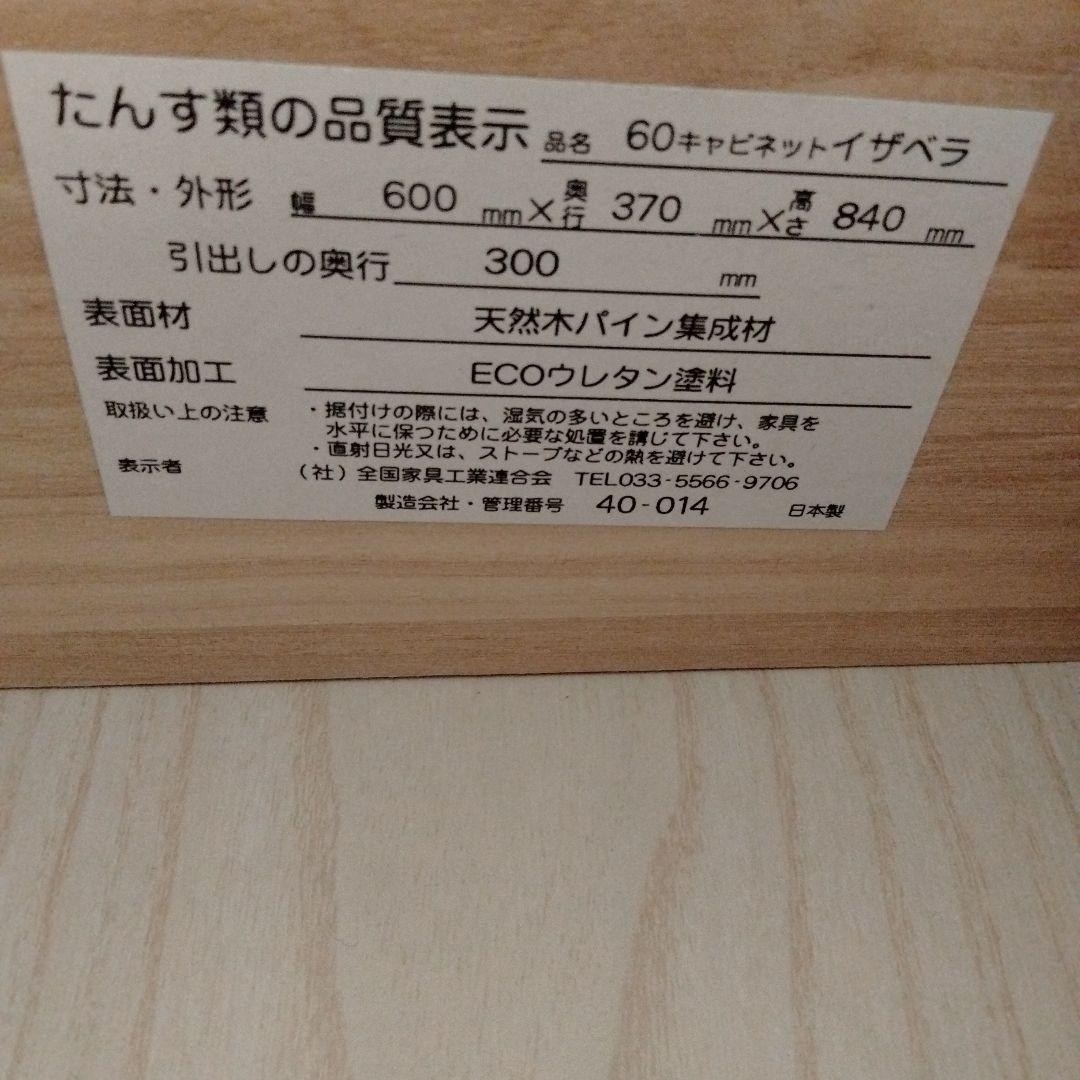 たんす類の品質表示 品名 60キャビネットイザベラ
寸法・外形 幅 600 mm×奥行 370 mm×高さ 840 mm
引出しの奥行 300 mm
表面材 天然木パイン集成材
表面加工 ECOウレタン塗料
取扱い上の注意 ・据付けの際には、湿気の多いところを避け、家具を
水平に保つために必要な処置を講じて下さい。
・直射日光又は、ストーブなどの熱を避けて下さい。
表示者 (社)全国家具工業連合会 TEL033-5566-9706
製造会社・管理番号 40-014 日本製